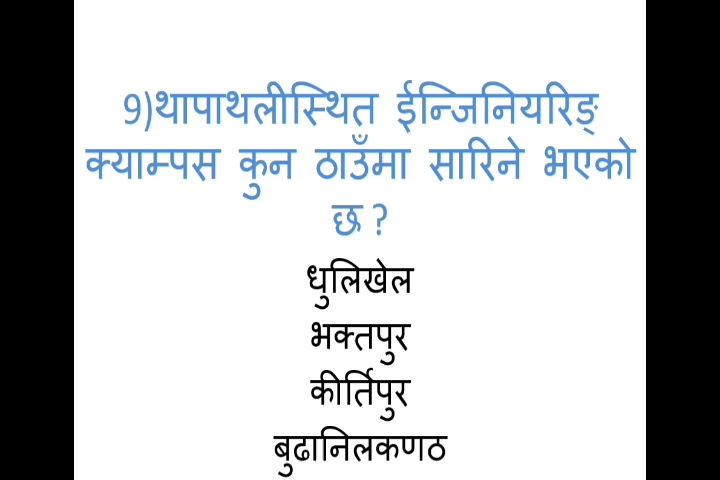 9)थापाथलीस्थित ईन्जिनियरिङ्
क्याम्पस कुन ठाउँमा सारिने भएको
छ ?
धुलिखेल
भक्तपुर
कीर्तिपुर
बुढानिलकणठ